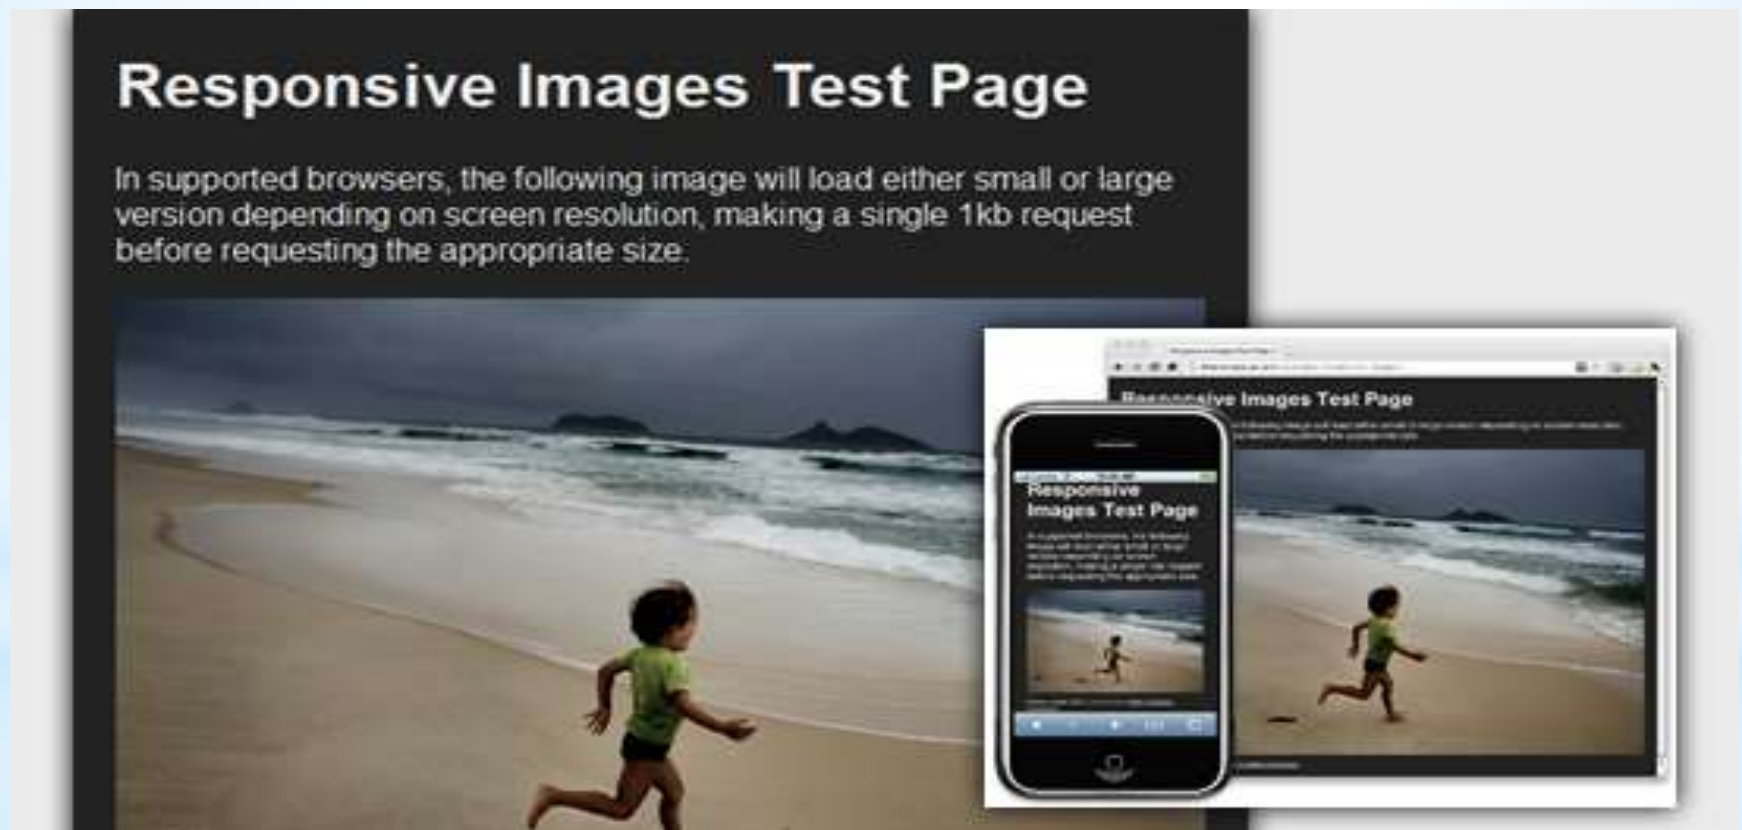 Responsive Images Test Page
In supported browsers, the following image will load either small or large
version depending on screen resolution, making a single 1kb request
before requesting the appropriate size.
Responsive Images Test Page
Responsive
Images Test Page